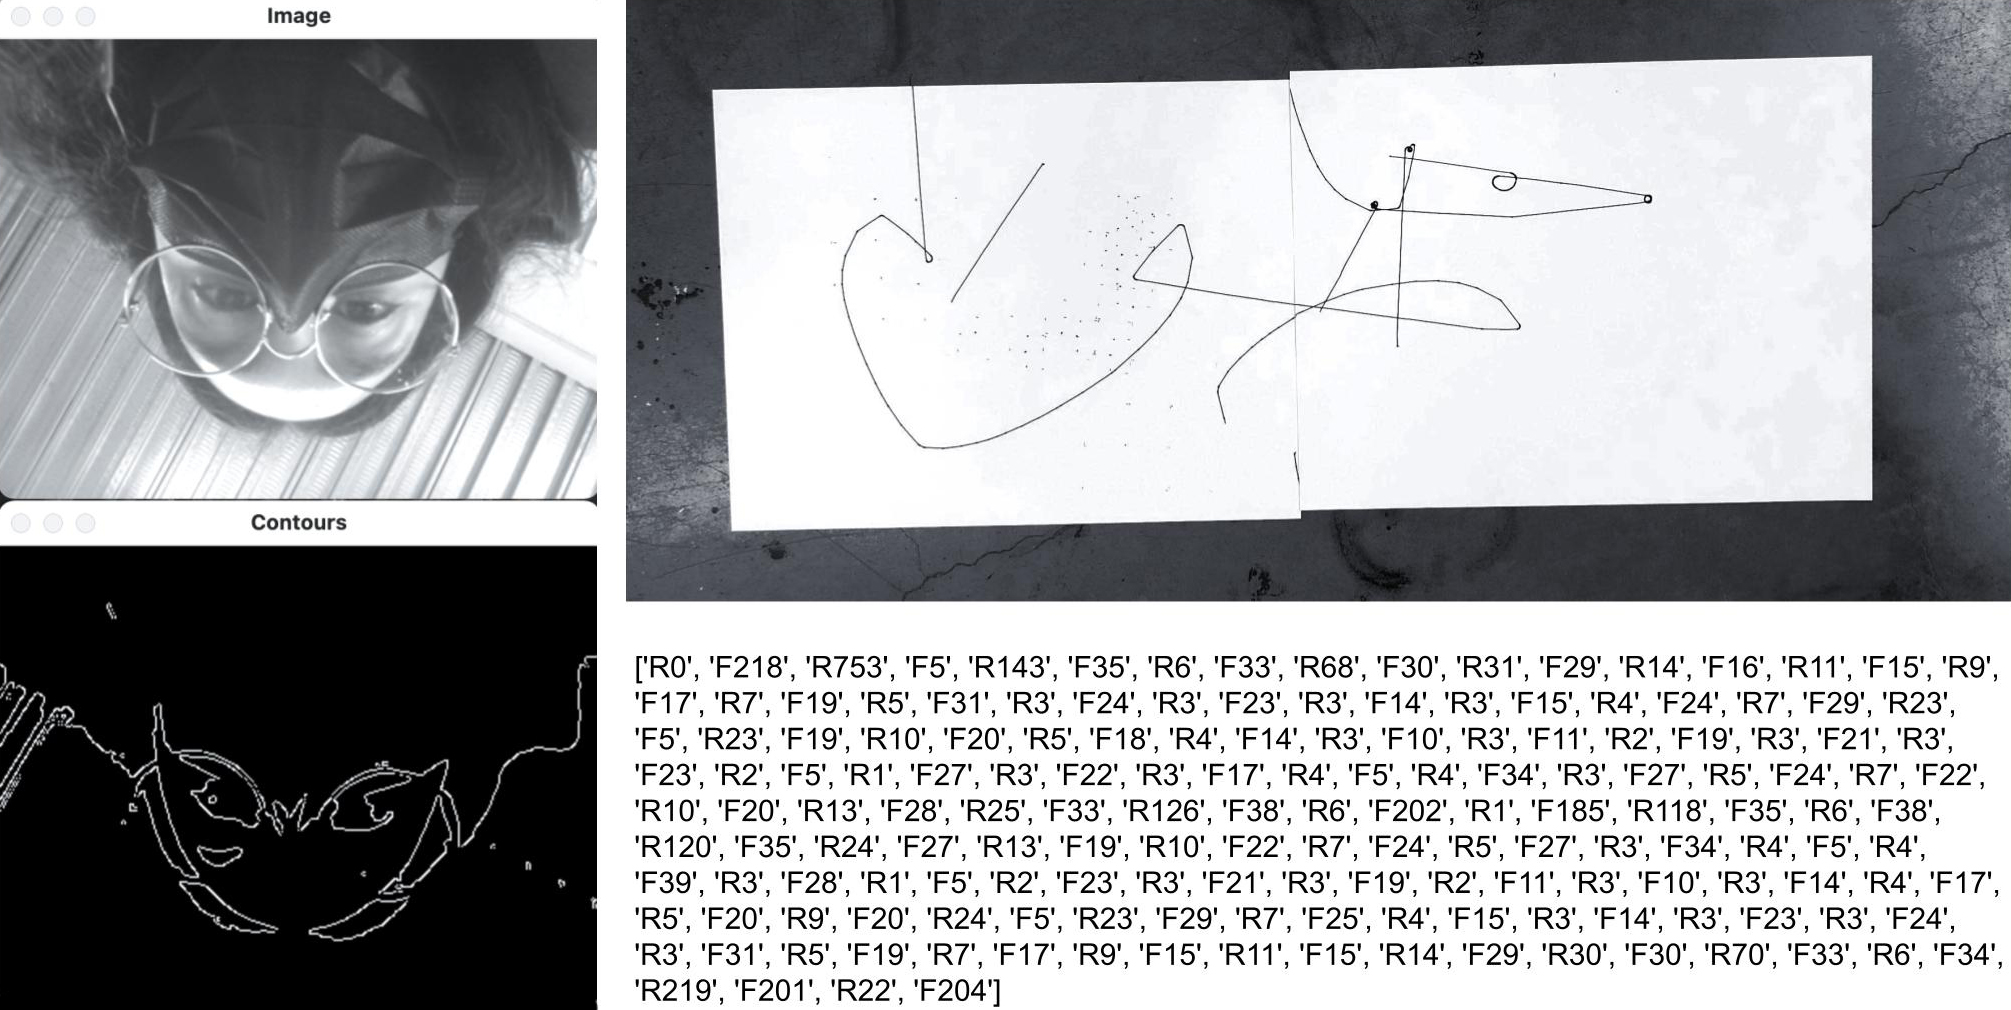 Image
Contours
['R0', 'F218', 'R753', 'F5', 'R143', 'F35', 'R6', 'F33', 'R68', 'F30', 'R31', 'F29', 'R14', 'F16', 'R11', 'F15', 'R9',
'F17', 'R7', 'F19', 'R5', 'F31', 'R3', 'F24', 'R3', 'F23', 'R3', 'F14', 'R3', 'F15', 'R4', 'F24', 'R7', 'F29', 'R23',
'F5', 'R23', 'F19', 'R10', 'F20', 'R5', 'F18', 'R4', 'F14', 'R3', 'F10', 'R3', 'F11', 'R2', 'F19', 'R3', 'F21', 'R3',
'F23', 'R2', 'F5', 'R1', 'F27', 'R3', 'F22', 'R3', 'F17', 'R4', 'F5', 'R4', 'F34', 'R3', 'F27', 'R5', 'F24', 'R7', 'F22',
'R10', 'F20', 'R13', 'F28', 'R25', 'F33', 'R126', 'F38', 'R6', 'F202', 'R1', 'F185', 'R118', 'F35', 'R6', 'F38',
'R120', 'F35', 'R24', 'F27', 'R13', 'F19', 'R10', 'F22', 'R7', 'F24', 'R5', 'F27', 'R3', 'F34', 'R4', 'F5', 'R4',
'F39', 'R3', 'F28', 'R1', 'F5', 'R2', 'F23', 'R3', 'F21', 'R3', 'F19', 'R2', 'F11', 'R3', 'F10', 'R3', 'F14', 'R4', 'F17',
'R5', 'F20', 'R9', 'F20', 'R24', 'F5', 'R23', 'F29', 'R7', 'F25', 'R4', 'F15', 'R3', 'F14', 'R3', 'F23', 'R3', 'F24',
'R3', 'F31', 'R5', 'F19', 'R7', 'F17', 'R9', 'F15', 'R11', 'F15', 'R14', 'F29', 'R30', 'F30', 'R70', 'F33', 'R6', 'F34',
'R219', 'F201', 'R22', 'F204']